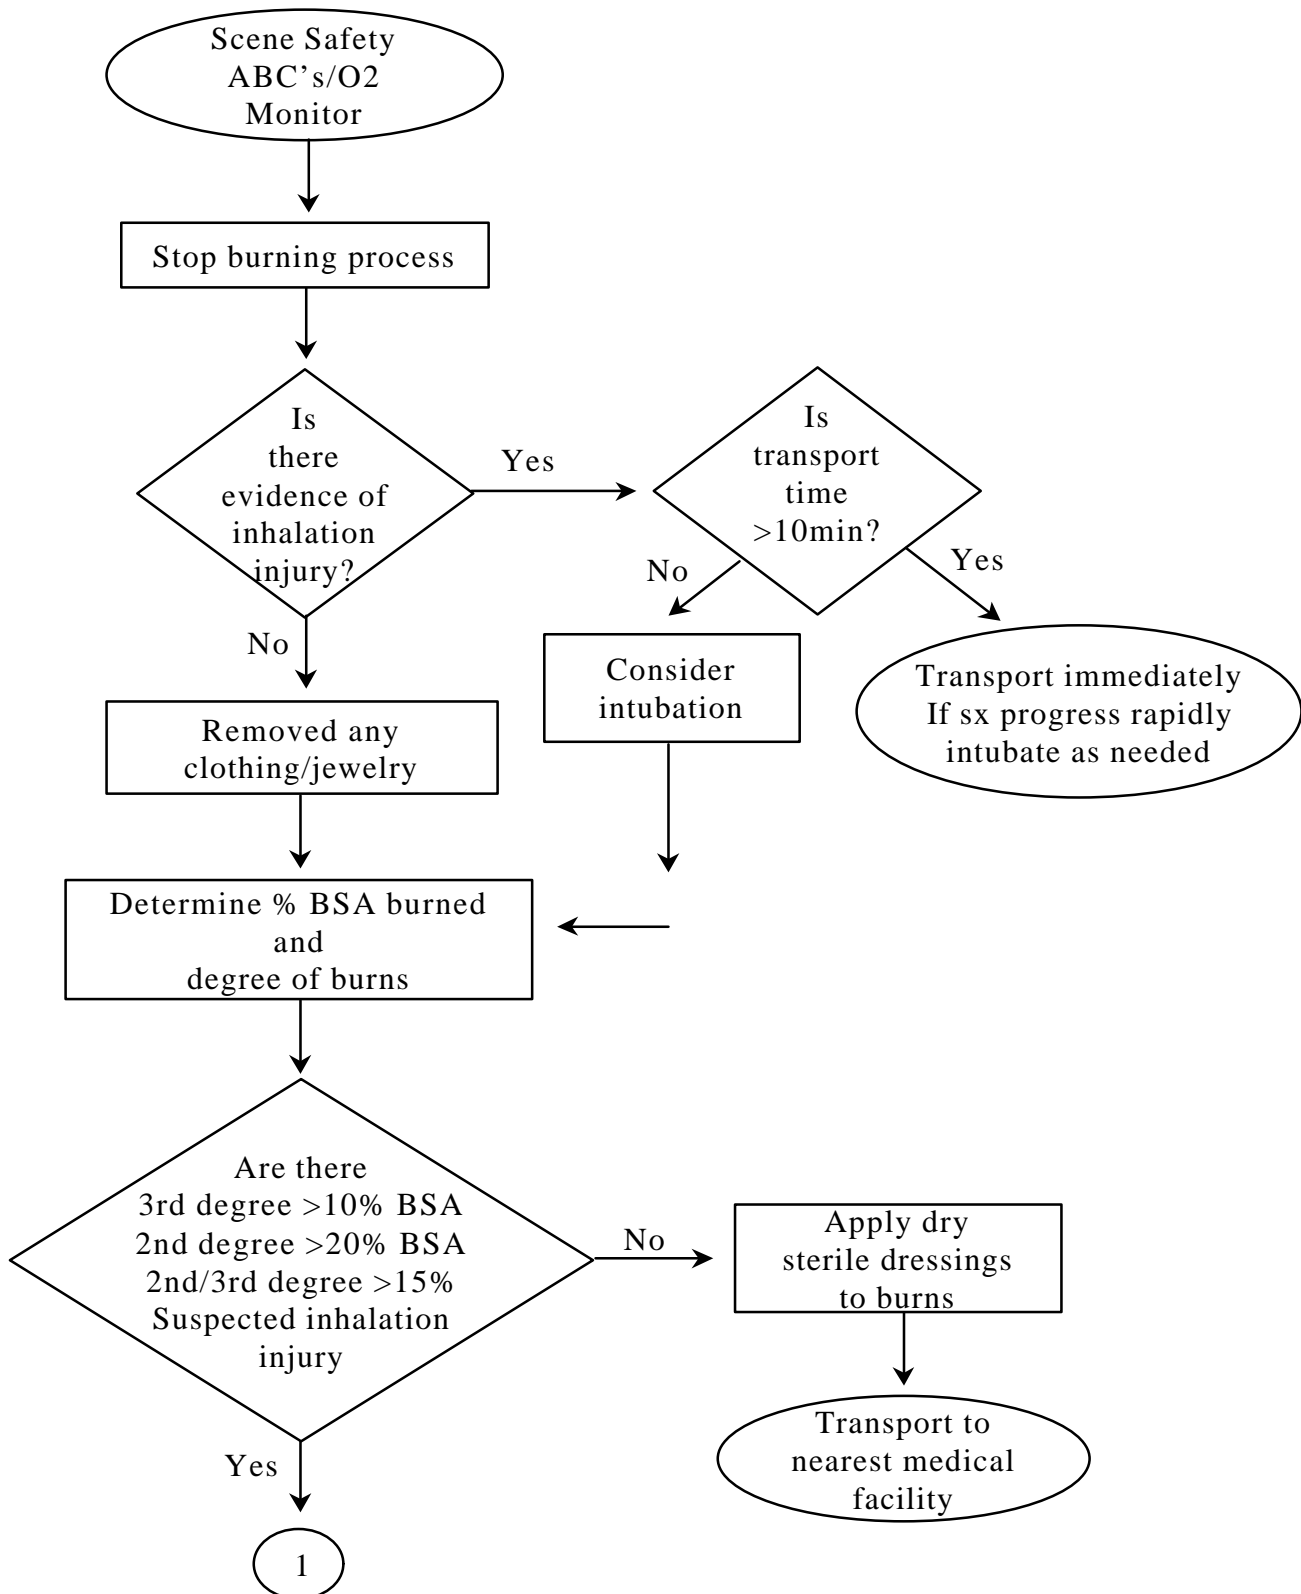 Scene Safety
ABC's/O2
Monitor
Stop burning process
Is
there
evidence of
inhalation
injury?
Yes
Is
transport
time
>10min?
No
Yes
No
Consider
intubation
Transport immediately
If sx progress rapidly
intubate as needed
Removed any
clothing/jewelry
Determine % BSA burned
and
degree of burns
Are there
3rd degree >10% BSA
2nd degree >20% BSA
2nd/3rd degree >15%
Suspected inhalation
injury
No
Apply dry
sterile dressings
to burns
Transport to
nearest medical
facility
Yes
1